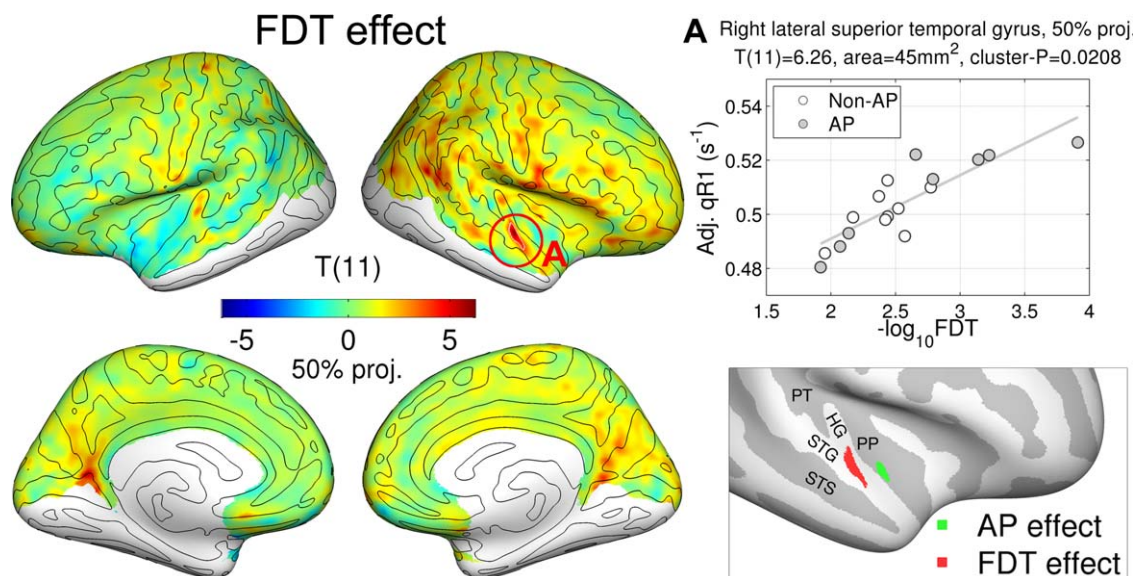 FDT effect
A
T(11)
-5 0 5
50% proj.
A Right lateral superior temporal gyrus, 50% proj.
T(11)=6.26, area=45mm², cluster-P=0.0208
Non-AP
AP
Adj. qR1 (s⁻¹)
0.54
0.52
0.5
0.48
1.5 2 2.5 3 3.5 4
-log₁₀FDT
PT
HG
PP
STG
STS
AP effect
FDT effect